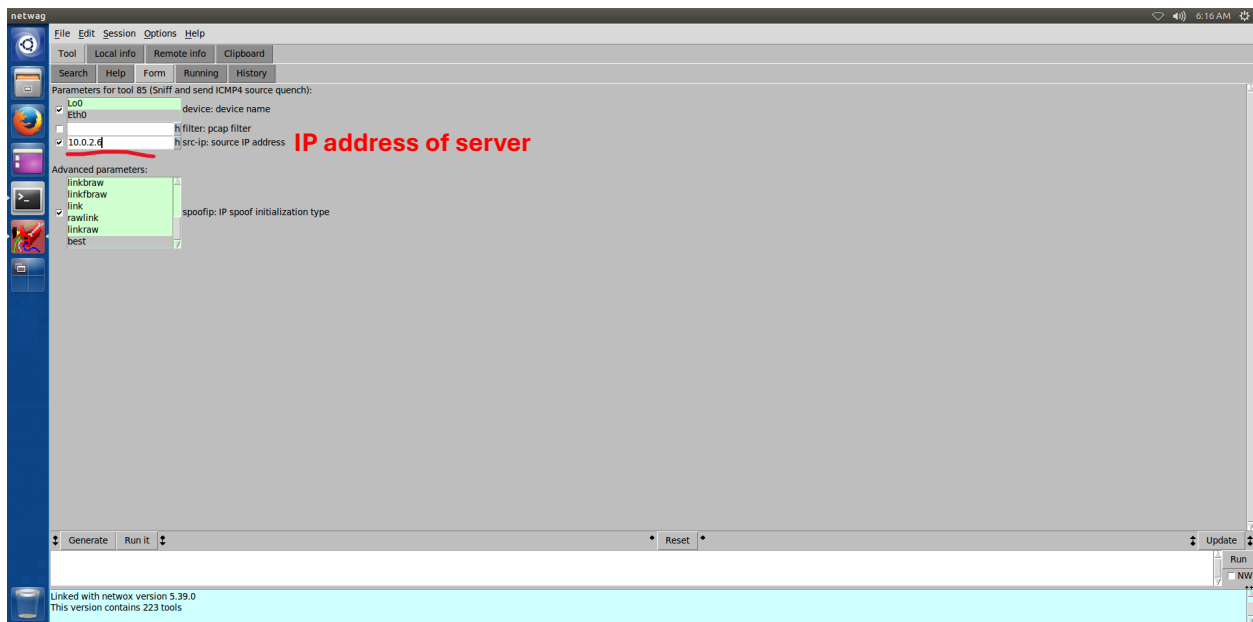 netwag
6:16 AM
File Edit Session Options Help
Tool Local info Remote info Clipboard
Search Help Form Running History
Parameters for tool 85 (Sniff and send ICMP4 source quench):
Lo0
Eth0
device: device name
h filter: pcap filter
10.0.2.6 h src-ip: source IP address IP address of server
Advanced parameters:
linkbraw
linkfbraw
link
rawlink
linkraw
best
spoofip: IP spoof initialization type
Generate Run it Reset Update
Run
NW
Linked with netwox version 5.39.0
This version contains 223 tools